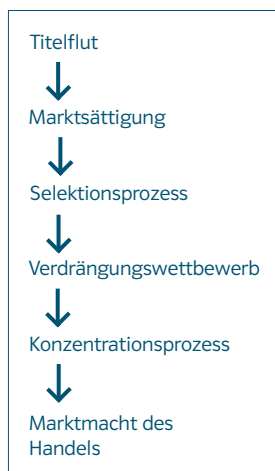 Titelflut
Marktsättigung
Selektionsprozess
Verdrängungswettbewerb
Konzentrationsprozess
Marktmacht des
Handels